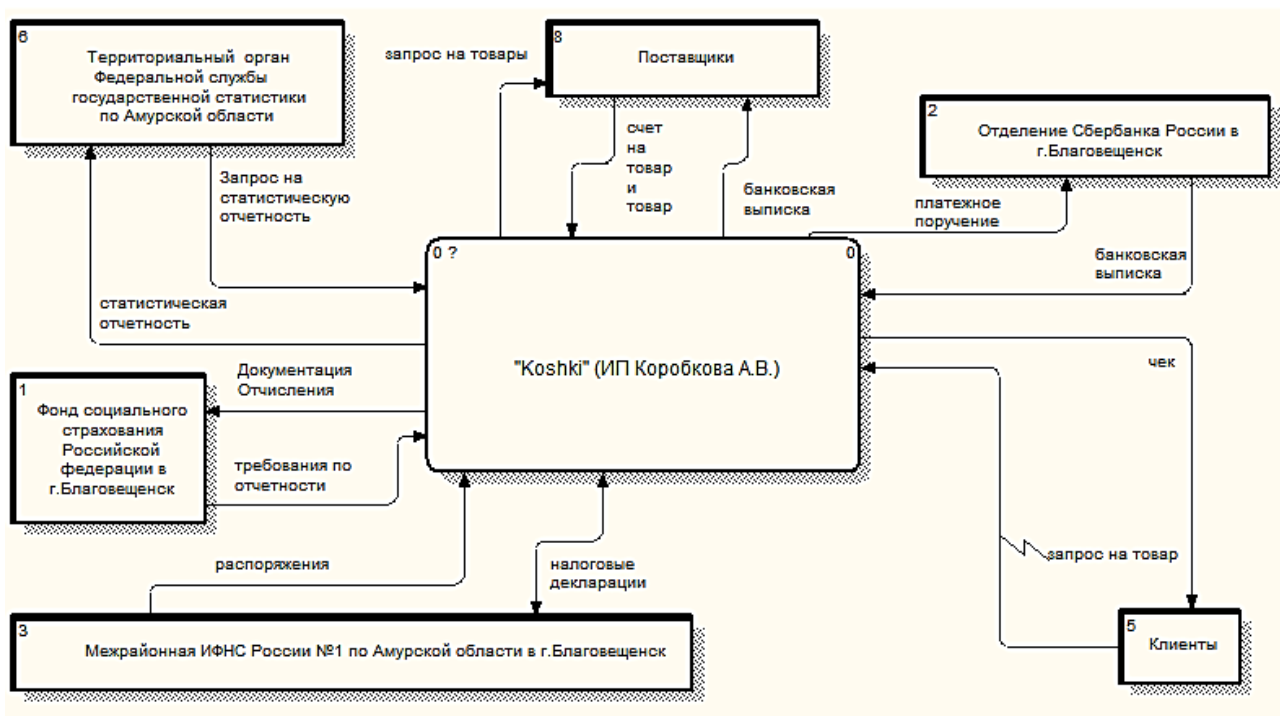 6
Территориальный орган
Федеральной службы
государственной статистики
по Амурской области
запрос на товары
8
Поставщики
2
Отделение Сбербанка России в
г.Благовещенск
счет
на
товар
и
товар
Запрос на
статистическую
отчетность
банковская
выписка
платежное
поручение
банковская
выписка
0 ?
0
статистическая
отчетность
"Koshki" (ИП Коробкова А.В.)
чек
Документация
Отчисления
1
Фонд социального
страхования
Российской
федерации в
г.Благовещенск
требования по
отчетности
распоряжения
налоговые
декларации
запрос на товар
3
Межрайонная ИФНС России №1 по Амурской области в г.Благовещенск
5
Клиенты